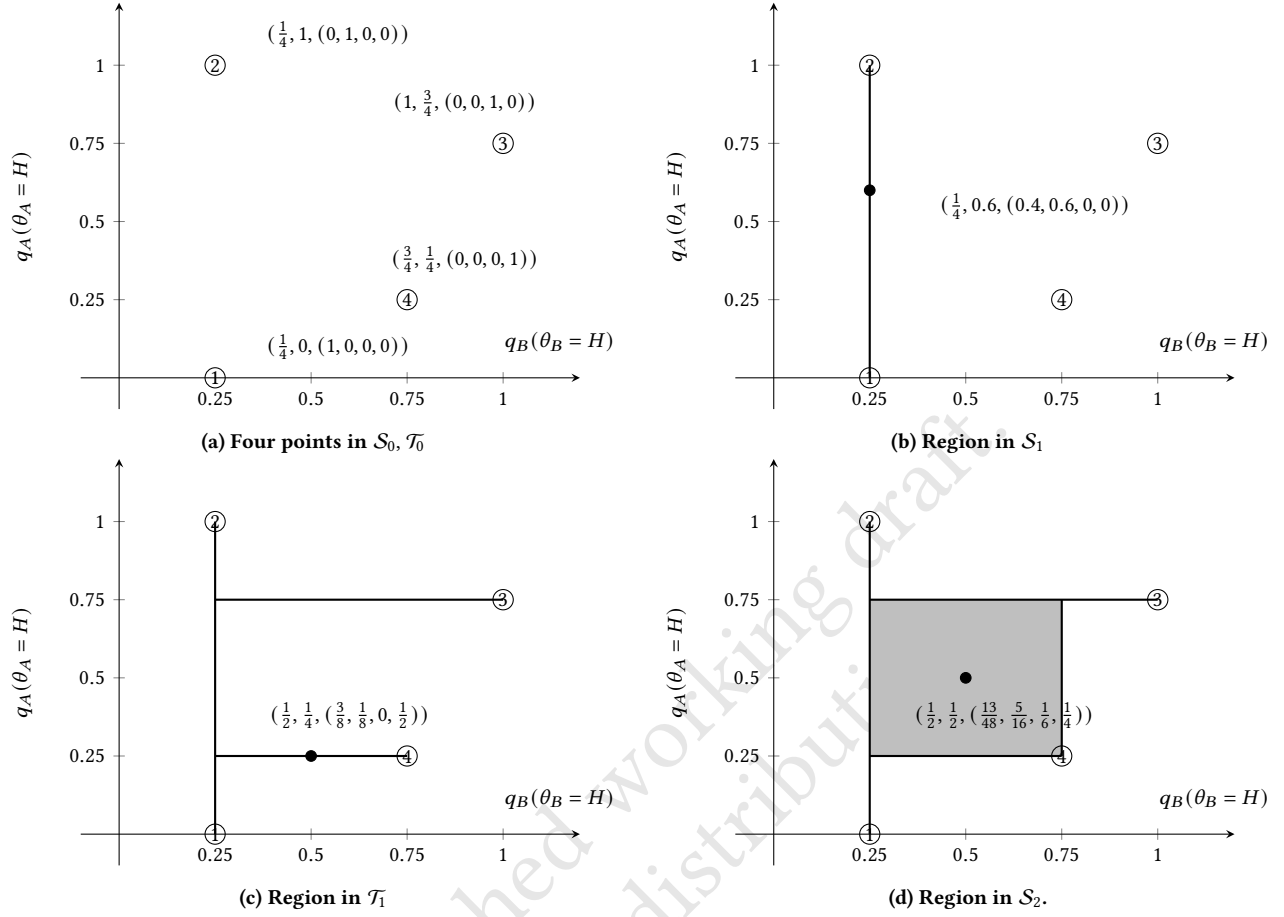 (1/4, 1, (0, 1, 0, 0))
1
②
(1, 3/4, (0, 0, 1, 0))
0.75
③
q_A(θ_A = H)
0.5
(3/4, 1/4, (0, 0, 0, 1))
0.25
④
(1/4, 0, (1, 0, 0, 0))
q_B(θ_B = H)
①
0.25 0.5 0.75 1
(a) Four points in 𝒮₀, 𝒯₀
1
②
0.75
③
q_A(θ_A = H)
(1/4, 0.6, (0.4, 0.6, 0, 0))
0.5
0.25
④
q_B(θ_B = H)
①
0.25 0.5 0.75 1
(b) Region in 𝒮₁
1
②
0.75
③
q_A(θ_A = H)
0.5
(1/2, 1/4, (3/8, 1/8, 0, 1/2))
0.25
④
q_B(θ_B = H)
①
0.25 0.5 0.75 1
(c) Region in 𝒯₁
1
②
0.75
③
q_A(θ_A = H)
0.5
(1/2, 1/2, (13/48, 5/16, 1/6, 1/4))
0.25
④
q_B(θ_B = H)
①
0.25 0.5 0.75 1
(d) Region in 𝒮₂.
working draft.